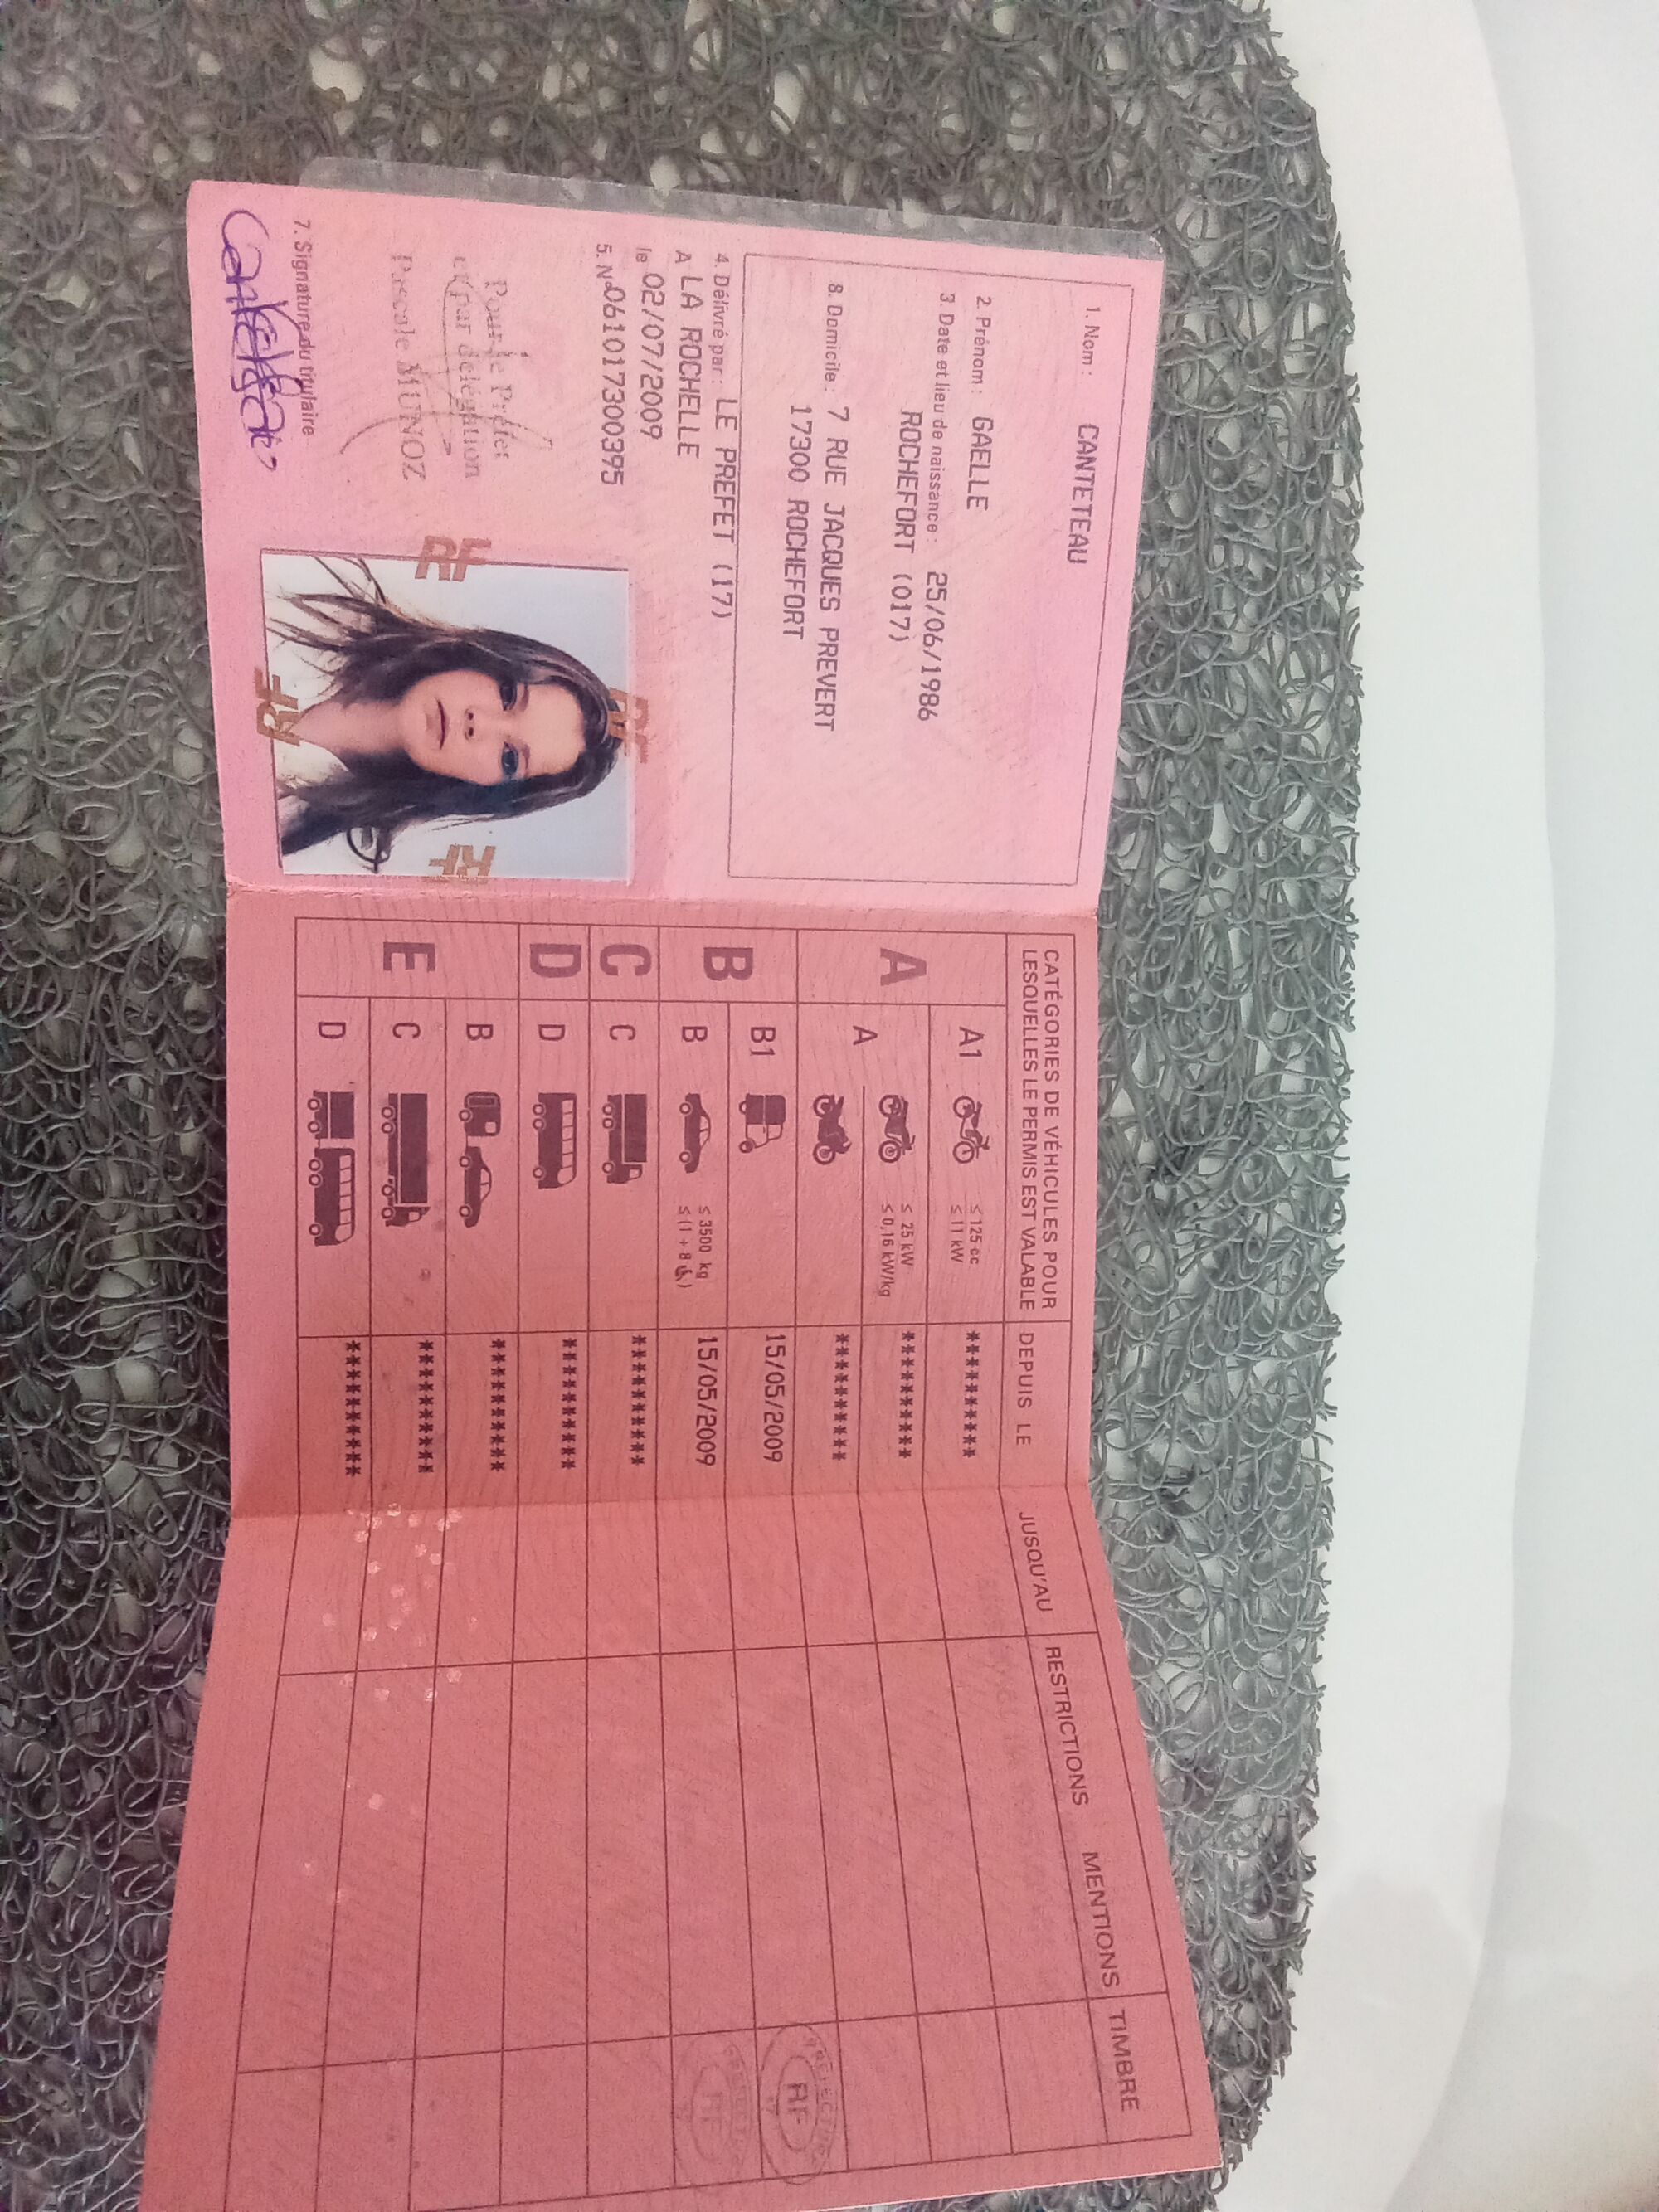 1. Nom : CANTETEAU
2. Prénom : GAELLE
3. Date et lieu de naissance : 25/06/1986
ROCHEFORT (017)
8. Domicile : 7 RUE JACQUES PREVERT
17300 ROCHEFORT
4. Délivré par : LE PREFET (17)
A LA ROCHELLE
le 02/07/2009
5. N° 061017300395
Pour le Préfet
et par délégation
Pascale MUNOZ
7. Signature du titulaire
RF
RF
RF
RF
CATÉGORIES DE VÉHICULES POUR
LESQUELLES LE PERMIS EST VALABLE
DEPUIS LE
JUSQU'AU
RESTRICTIONS
MENTIONS
TIMBRE
A
A1
≤ 125 cc
≤ 11 kW
**********
A
≤ 25 kW
≤ 0,16 kW/kg
**********
**********
B
B1
15/05/2009
B
≤ 3500 kg
≤ (1 + 8 )
15/05/2009
C
C
**********
D
D
**********
E
B
**********
C
**********
D
**********
RF
RF